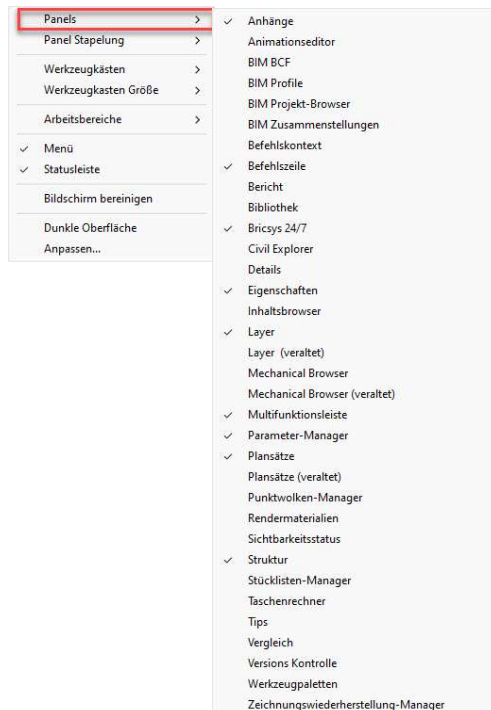 Panels
Panel Stapelung
Werkzeugkästen
Werkzeugkasten Größe
Arbeitsbereiche
Menü
Statusleiste
Bildschirm bereinigen
Dunkle Oberfläche
Anpassen...
Anhänge
Animationseditor
BIM BCF
BIM Profile
BIM Projekt-Browser
BIM Zusammenstellungen
Befehlskontext
Befehlszeile
Bericht
Bibliothek
Bricsys 24/7
Civil Explorer
Details
Eigenschaften
Inhaltsbrowser
Layer
Layer (veraltet)
Mechanical Browser
Mechanical Browser (veraltet)
Multifunktionsleiste
Parameter-Manager
Plansätze
Plansätze (veraltet)
Punktwolken-Manager
Rendermaterialien
Sichtbarkeitsstatus
Struktur
Stücklisten-Manager
Taschenrechner
Tips
Vergleich
Versions Kontrolle
Werkzeugpaletten
Zeichnungswiederherstellung-Manager